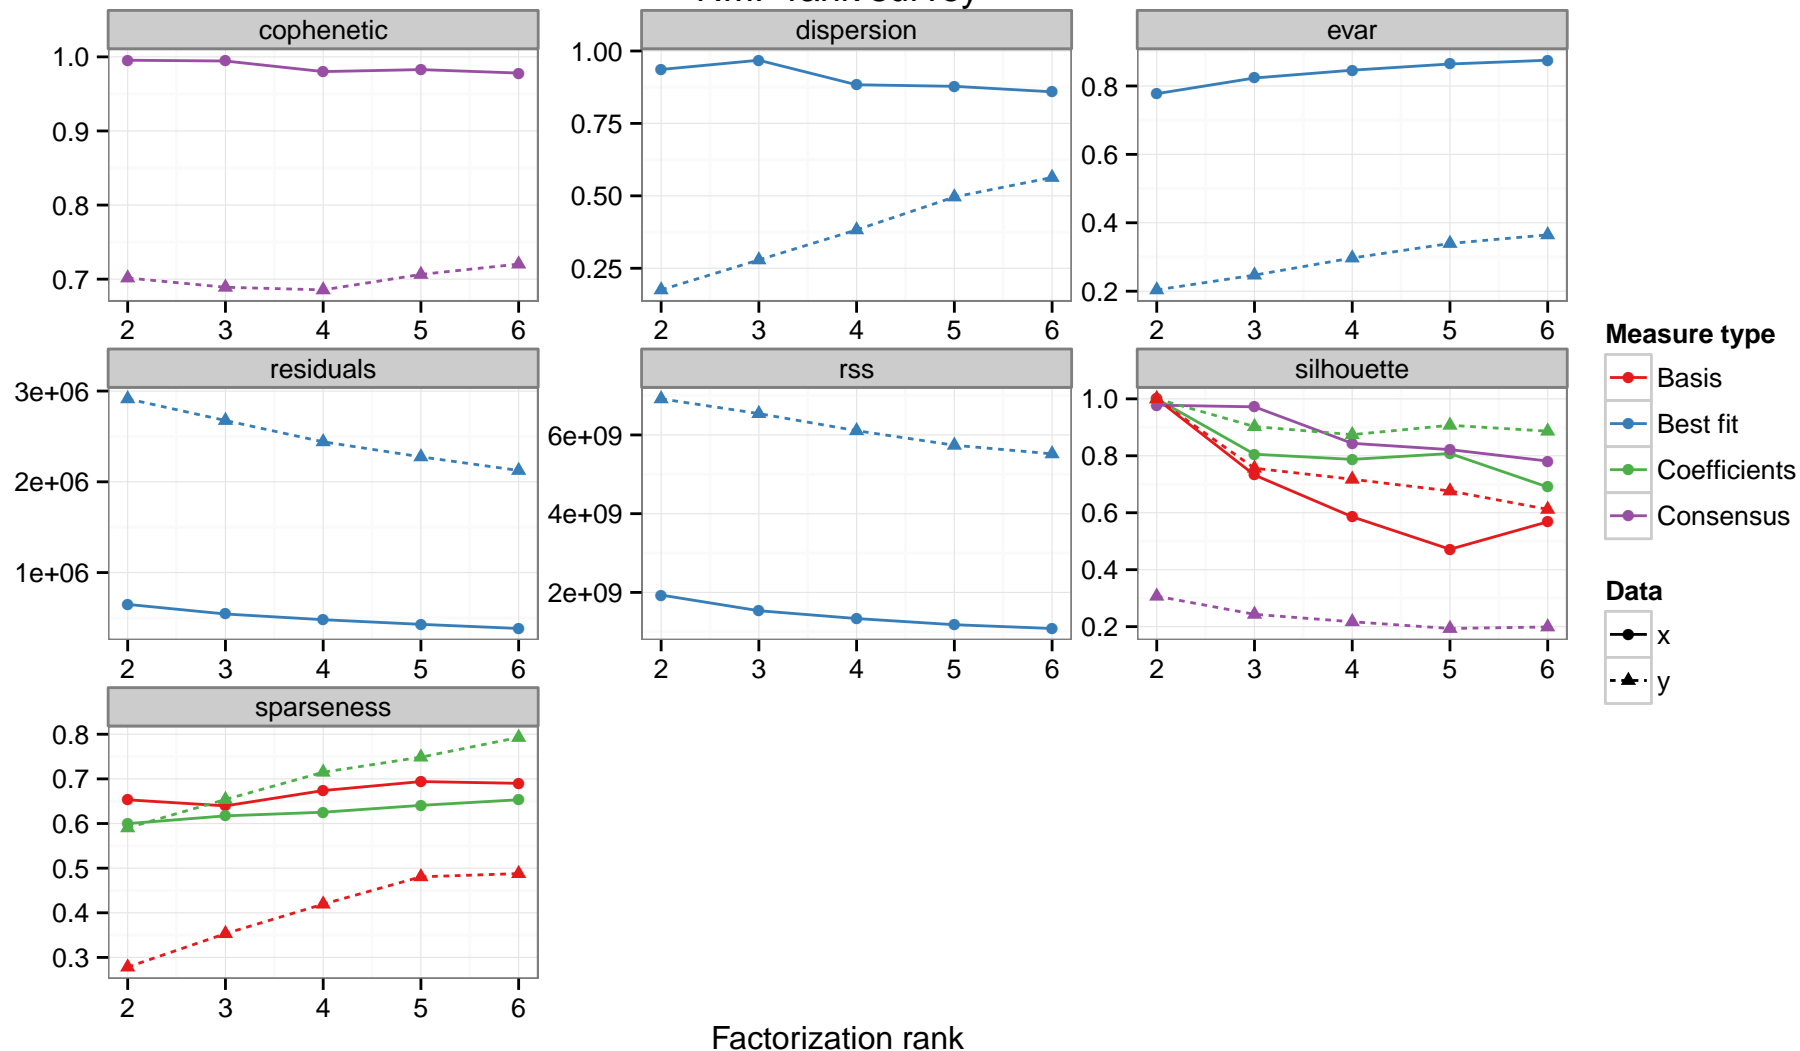 rank survey
cophenetic
dispersion
evar
1.0
0.9
0.8
0.7
2 3 4 5 6
1.00
0.75
0.50
0.25
2 3 4 5 6
0.8
0.6
0.4
0.2
2 3 4 5 6
residuals
rss
silhouette
3e+06
2e+06
1e+06
2 3 4 5 6
6e+09
4e+09
2e+09
2 3 4 5 6
1.0
0.8
0.6
0.4
0.2
2 3 4 5 6
sparseness
0.8
0.7
0.6
0.5
0.4
0.3
2 3 4 5 6
Factorization rank
Measure type
Basis
Best fit
Coefficients
Consensus
Data
x
y